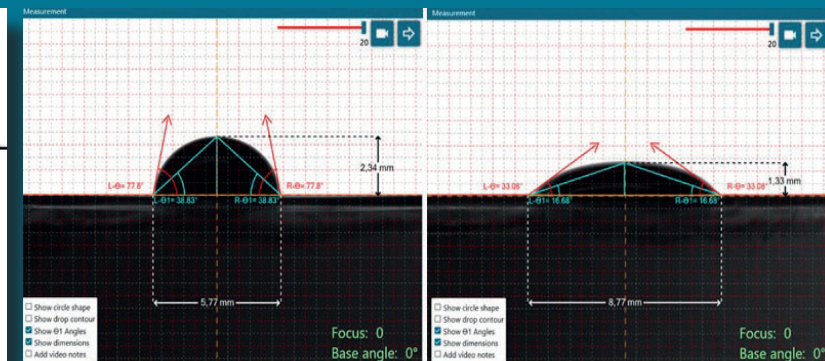 Measurement
20
2,34 mm
L-Θ= 77.8°
R-Θ= 77.8°
L-Θ1= 38.83°
R-Θ1= 38.83°
5,77 mm
Show circle shape
Show drop contour
Show Θ1 Angles
Show dimensions
Add video notes
Focus: 0
Base angle: 0°
Measurement
20
1,33 mm
L-Θ= 33.08°
R-Θ= 33.08°
L-Θ1= 16.68°
R-Θ1= 16.68°
8,77 mm
Show circle shape
Show drop contour
Show Θ1 Angles
Show dimensions
Add video notes
Focus: 0
Base angle: 0°